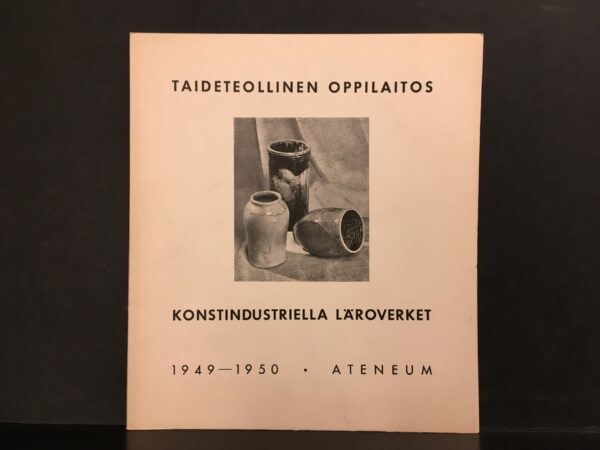 TAIDETEOLLINEN OPPILAITOS
KONSTINDUSTRIELLA LÄROVERKET
1949—1950 • ATENEUM